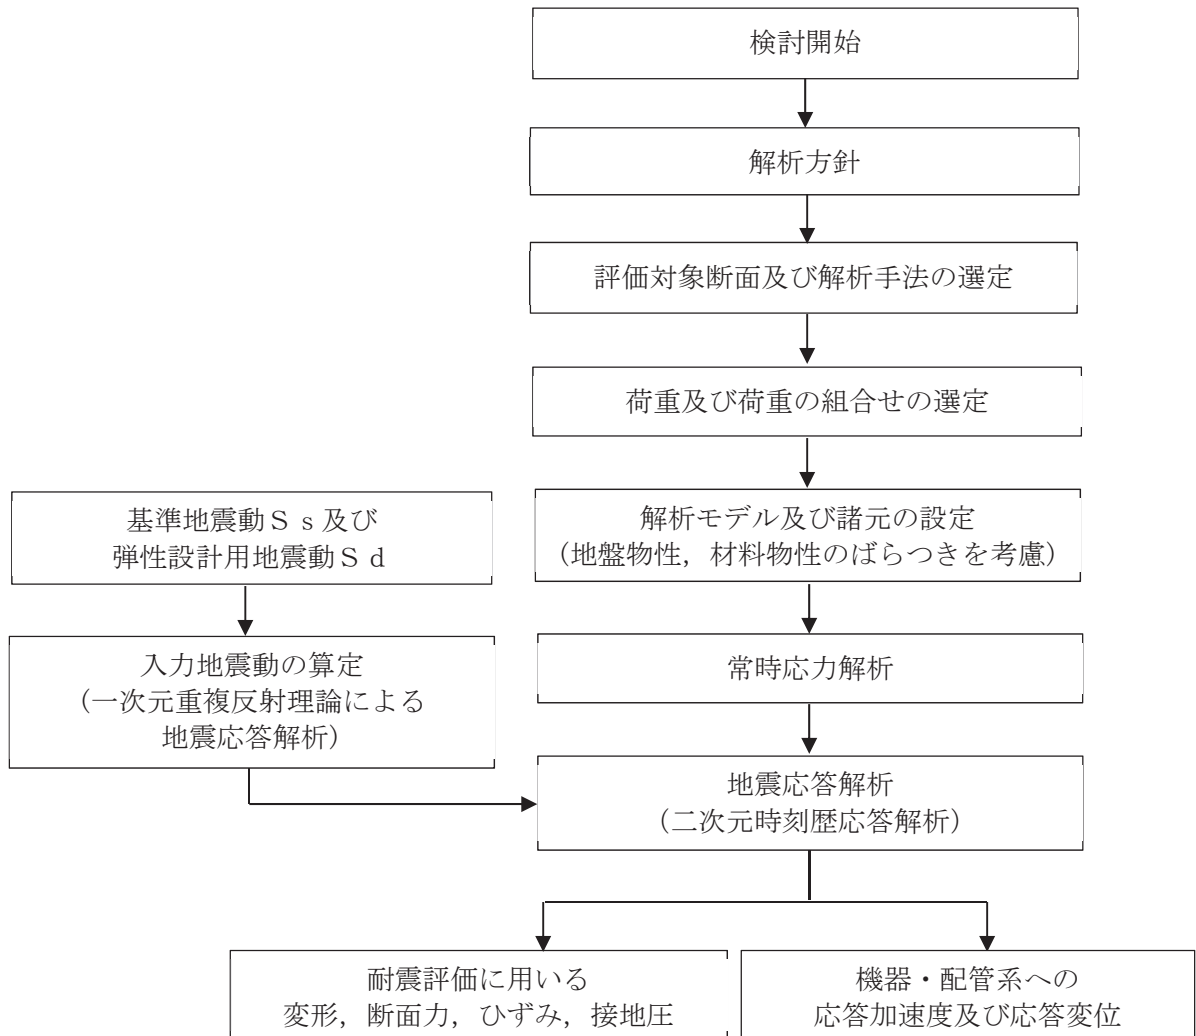 検討開始
解析方針
評価対象断面及び解析手法の選定
荷重及び荷重の組合せの選定
基準地震動Ｓｓ及び
弾性設計用地震動Ｓｄ
解析モデル及び諸元の設定
（地盤物性，材料物性のばらつきを考慮）
入力地震動の算定
（一次元重複反射理論による
地震応答解析）
常時応力解析
地震応答解析
（二次元時刻歴応答解析）
耐震評価に用いる
変形，断面力，ひずみ，接地圧
機器・配管系への
応答加速度及び応答変位